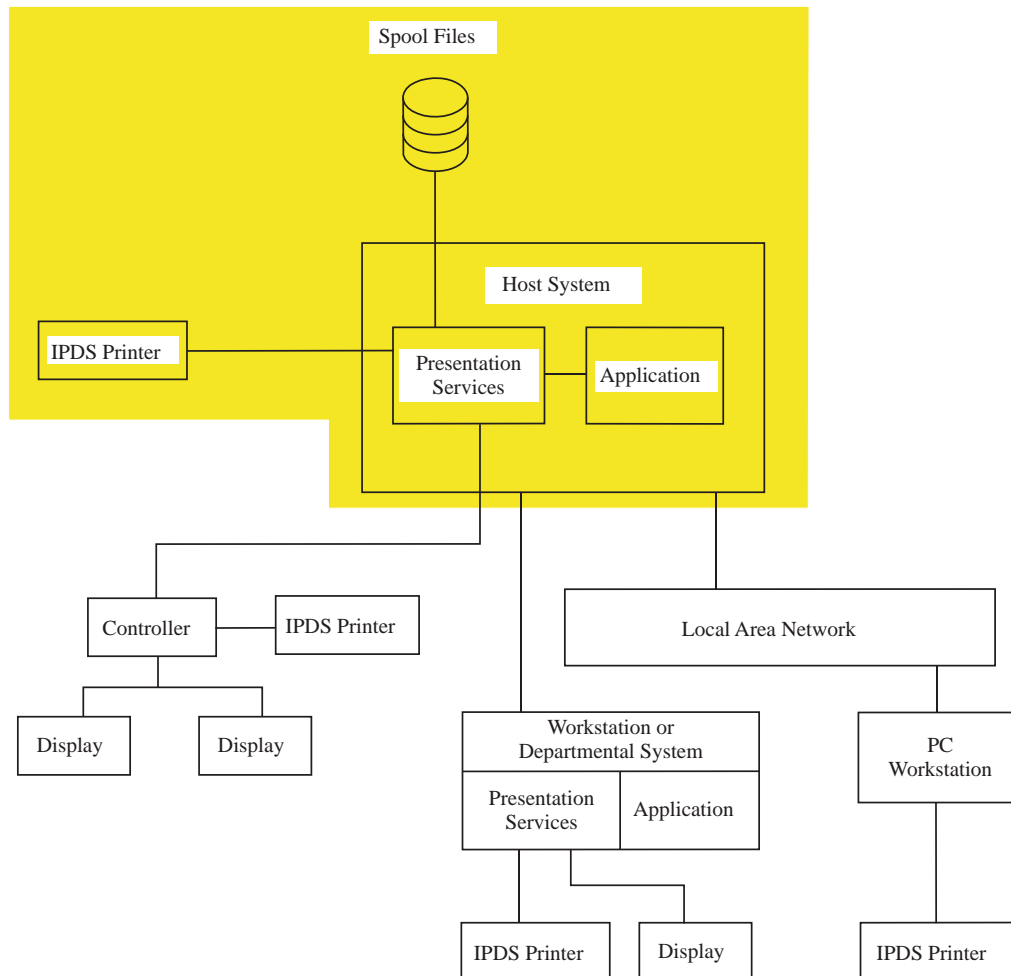 Spool Files
Host System
IPDS Printer
Presentation
Services
Application
Controller
IPDS Printer
Local Area Network
Display
Display
Workstation or
Departmental System
PC
Workstation
Presentation
Services
Application
IPDS Printer
Display
IPDS Printer